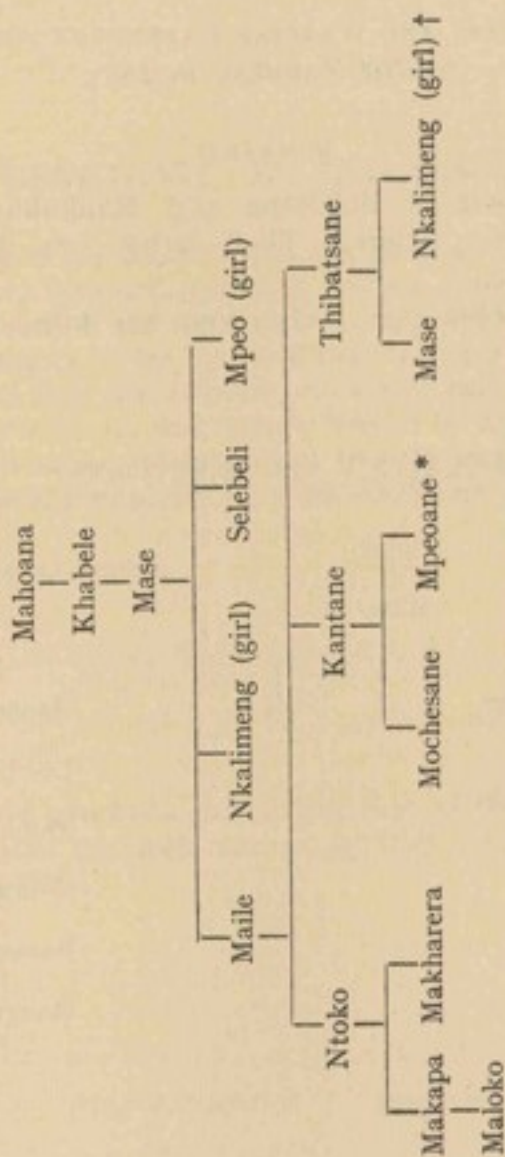 Mahoana
Khabele
Mase
Maile Nkalimeng (girl) Selebeli Mpeo (girl)
Ntoko Kantane Thibatsane
Makapa Makharera Mochesane Mpeoane * Mase Nkalimeng (girl) †
Maloko